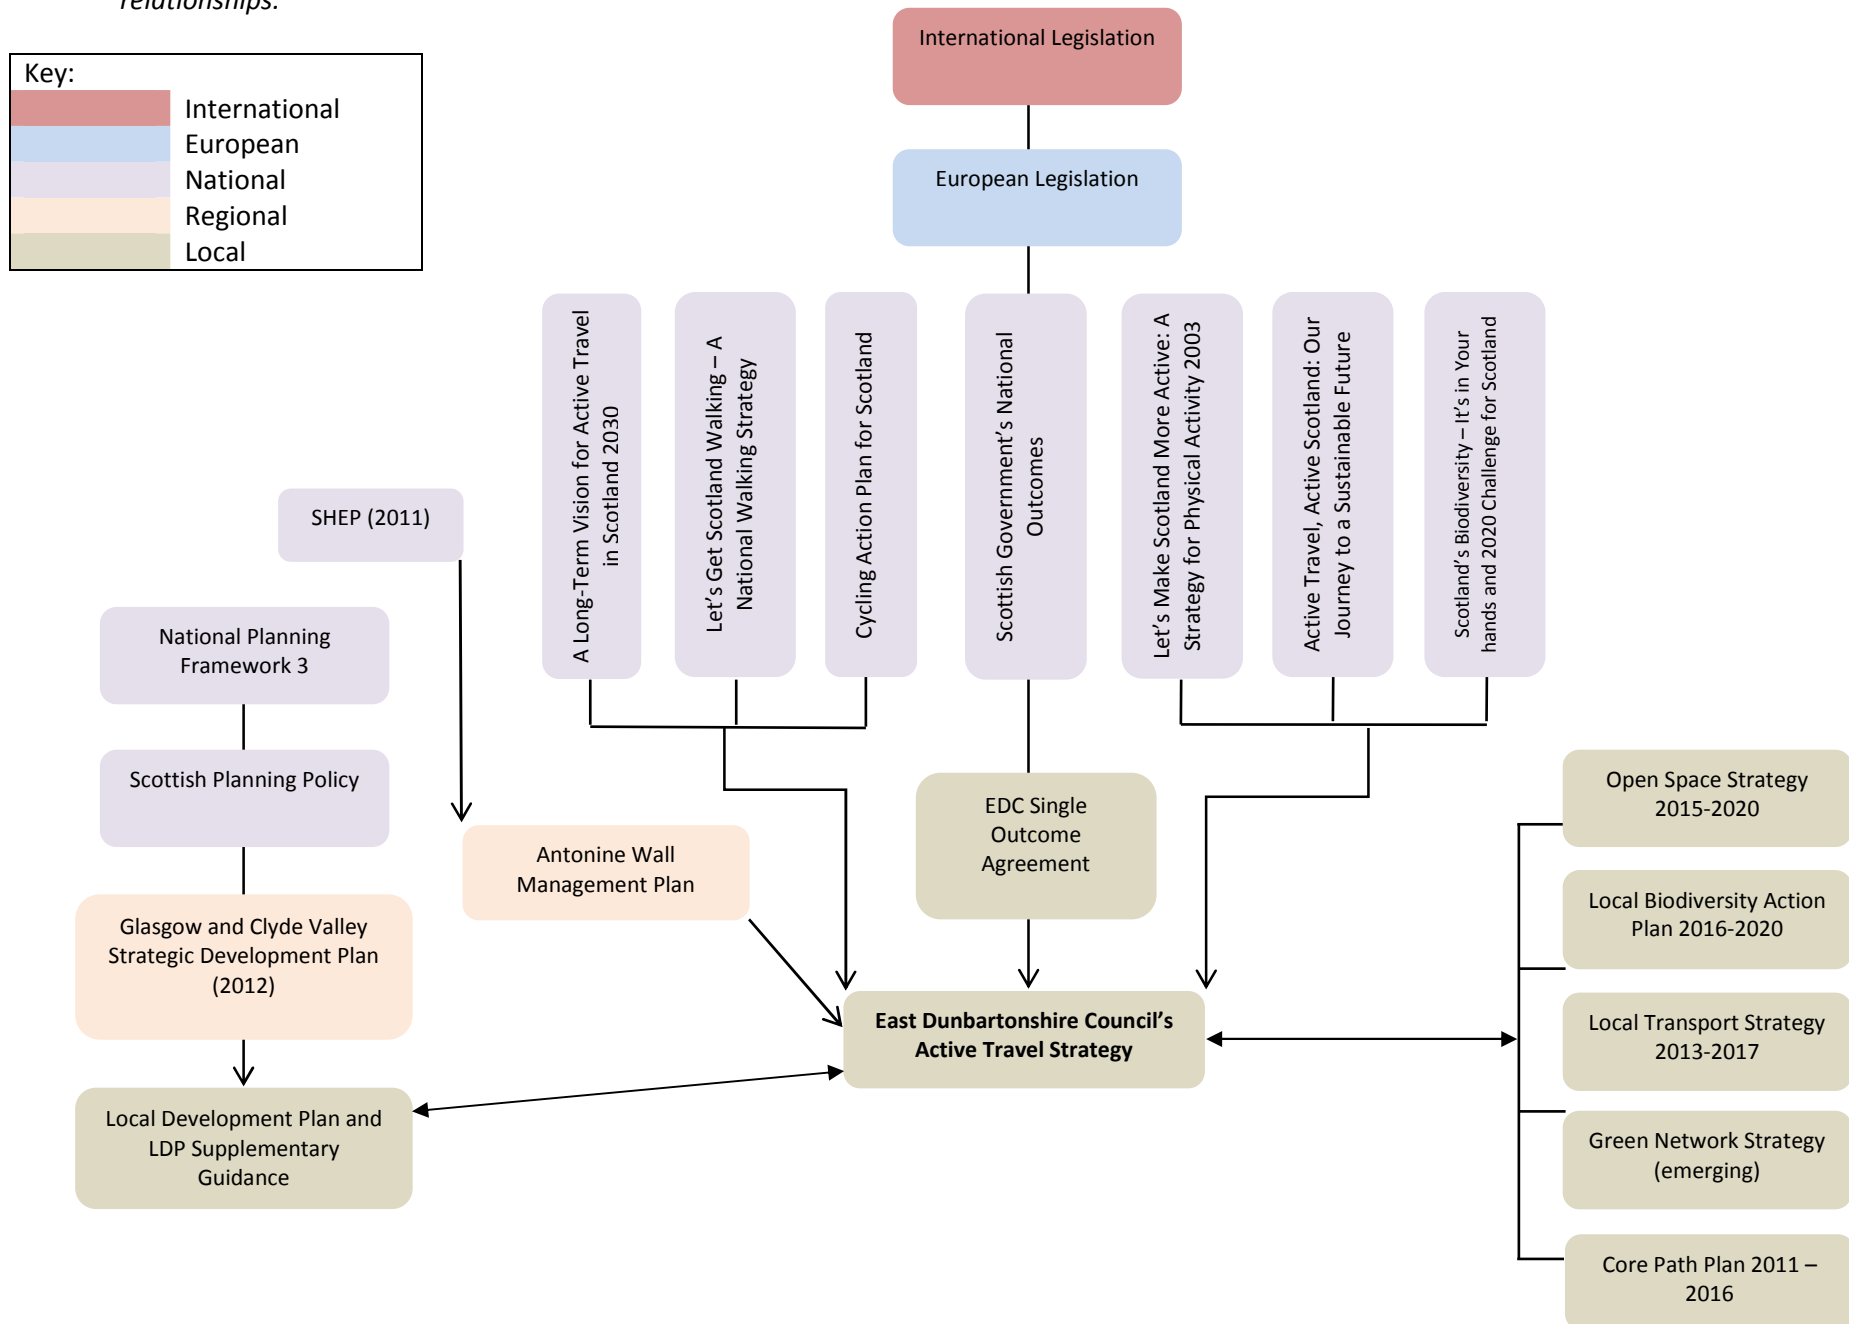 relationships.
Key:
International
European
National
Regional
Local
International Legislation
European Legislation
A Long-Term Vision for Active Travel
in Scotland 2030
Let's Get Scotland Walking – A
National Walking Strategy
Cycling Action Plan for Scotland
Scottish Government's National
Outcomes
Let's Make Scotland More Active: A
Strategy for Physical Activity 2003
Active Travel, Active Scotland: Our
Journey to a Sustainable Future
Scotland's Biodiversity – It's in Your
hands and 2020 Challenge for Scotland
SHEP (2011)
National Planning
Framework 3
Scottish Planning Policy
Glasgow and Clyde Valley
Strategic Development Plan
(2012)
Local Development Plan and
LDP Supplementary
Guidance
Antonine Wall
Management Plan
EDC Single
Outcome
Agreement
East Dunbartonshire Council's
Active Travel Strategy
Open Space Strategy
2015-2020
Local Biodiversity Action
Plan 2016-2020
Local Transport Strategy
2013-2017
Green Network Strategy
(emerging)
Core Path Plan 2011 –
2016